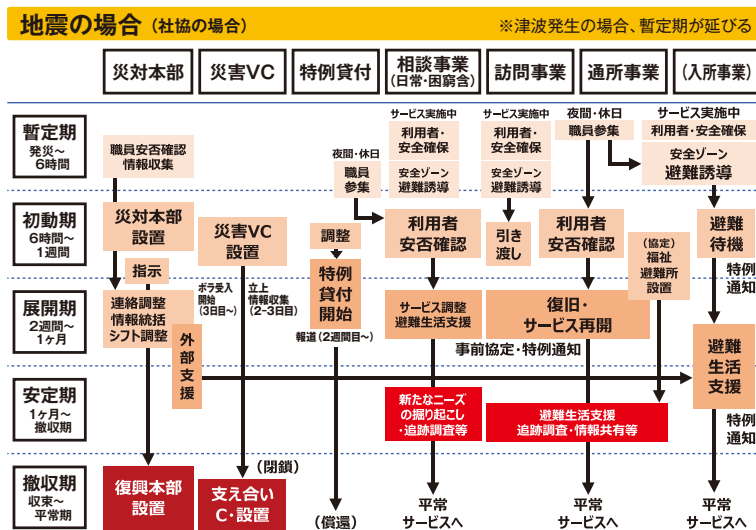 地震の場合(社協の場合)
※津波発生の場合、暫定期が延びる
災対本部
災害VC
特例貸付
相談事業
(日常・困窮含)
訪問事業
通所事業
(入所事業)
暫定期
発災～
6時間
職員安否確認
情報収集
夜間・休日
職員
参集
サービス実施中
利用者・
安全確保
安全ゾーン
避難誘導
サービス実施中
利用者・
安全確保
安全ゾーン
避難誘導
夜間・休日
職員参集
サービス実施中
利用者・安全確保
安全ゾーン
避難誘導
初動期
6時間～
1週間
災対本部
設置
指示
災害VC
設置
調整
利用者
安否確認
引き
渡し
利用者
安否確認
(協定)
福祉
避難所
設置
避難
待機
特例
通知
展開期
2週間～
1ヶ月
連絡調整
情報統括
シフト調整
外部支援
ボラ受入
開始
(3日目～)
立上
情報収集
(2-3日目)
特例
貸付
開始
報道(2週間目～)
サービス調整
避難生活支援
復旧・
サービス再開
事前協定・特例通知
避難
生活
支援
安定期
1ヶ月～
撤収期
新たなニーズ
の掘り起こし
・追跡調査等
避難生活支援
追跡調査・情報共有等
特例
通知
撤収期
収束～
平常期
復興本部
設置
(閉鎖)
支え合い
C・設置
(償還)
平常
サービスへ
平常
サービスへ
平常
サービスへ